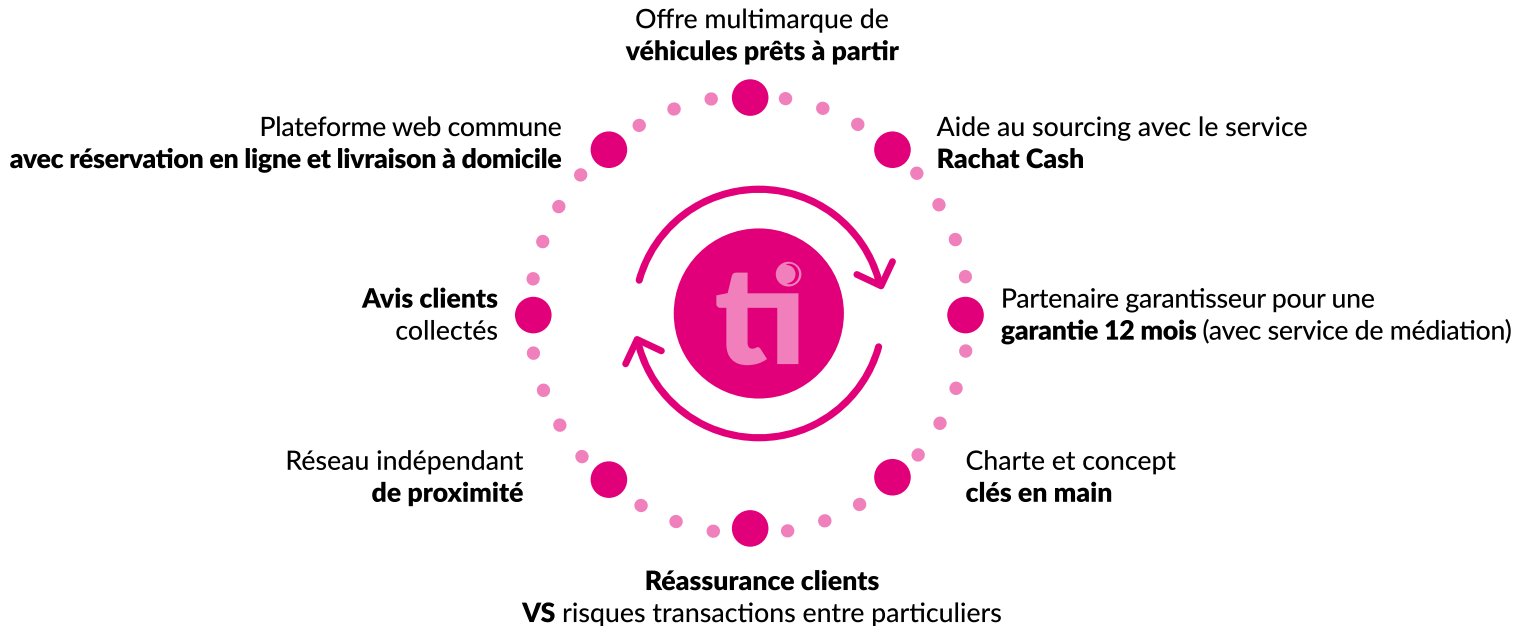 Offre multimarque de
véhicules prêts à partir
Plateforme web commune
avec réservation en ligne et livraison à domicile
Aide au sourcing avec le service
Rachat Cash
ti
Avis clients
collectés
Partenaire garantisseur pour une
garantie 12 mois (avec service de médiation)
Réseau indépendant
de proximité
Charte et concept
clés en main
Réassurance clients
VS risques transactions entre particuliers